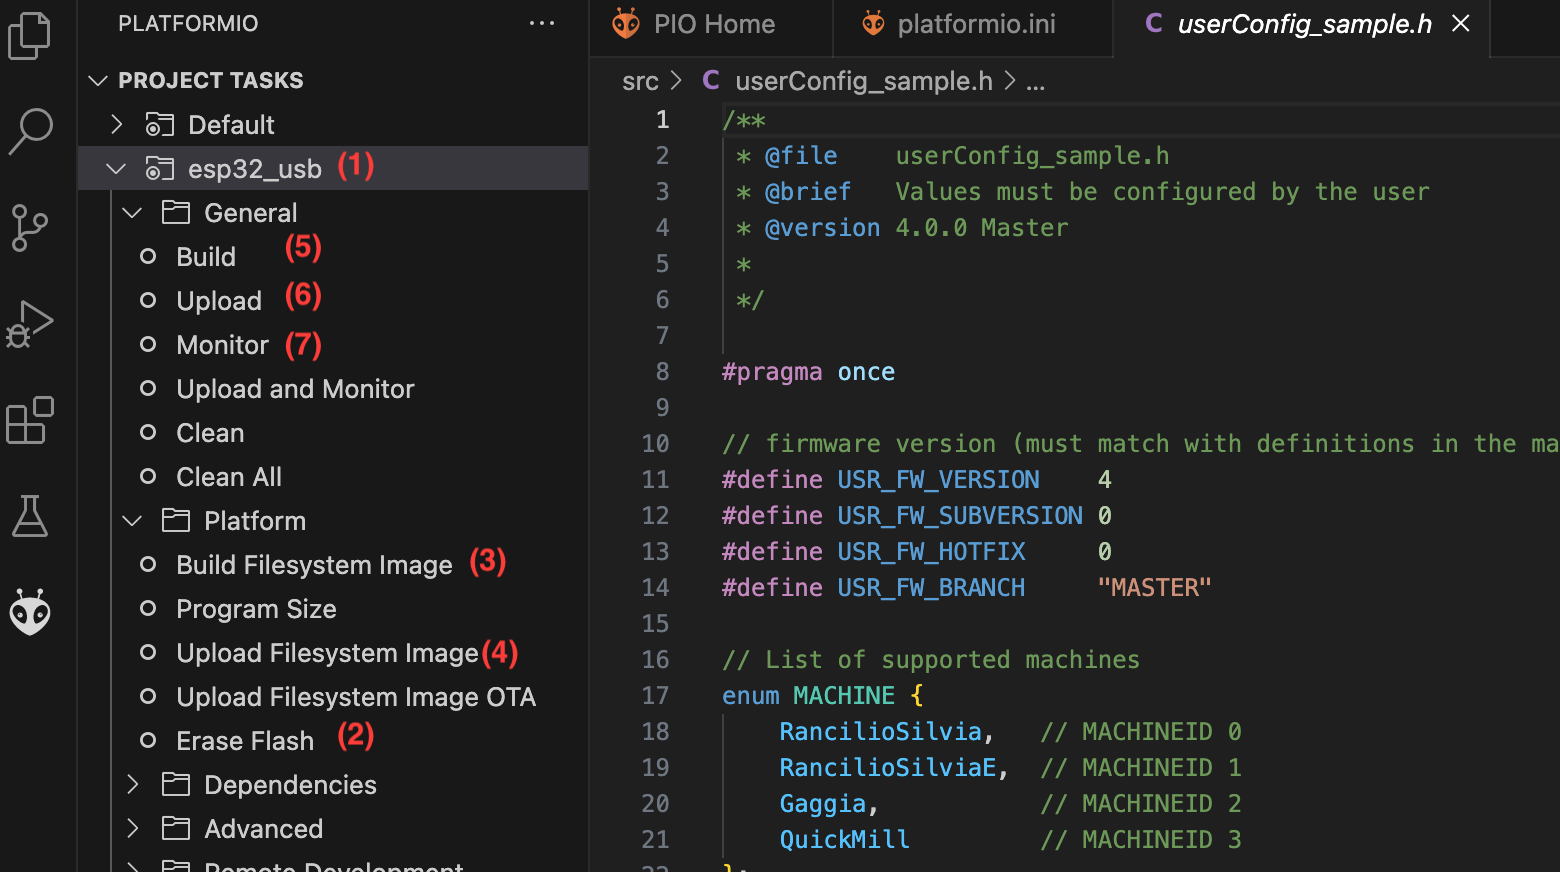 PLATFORMIO
PROJECT TASKS
Default
esp32_usb (1)
General
Build (5)
Upload (6)
Monitor (7)
Upload and Monitor
Clean
Clean All
Platform
Build Filesystem Image (3)
Program Size
Upload Filesystem Image (4)
Upload Filesystem Image OTA
Erase Flash (2)
Dependencies
Advanced
Remote Development
PIO Home
platformio.ini
C userConfig_sample.h
src > C userConfig_sample.h > ...
1 /**
2 * @file userConfig_sample.h
3 * @brief Values must be configured by the user
4 * @version 4.0.0 Master
5 *
6 */
7
8 #pragma once
9
10 // firmware version (must match with definitions in the ma
11 #define USR_FW_VERSION 4
12 #define USR_FW_SUBVERSION 0
13 #define USR_FW_HOTFIX 0
14 #define USR_FW_BRANCH "MASTER"
15
16 // List of supported machines
17 enum MACHINE {
18 RancilioSilvia, // MACHINEID 0
19 RancilioSilviaE, // MACHINEID 1
20 Gaggia, // MACHINEID 2
21 QuickMill // MACHINEID 3
22 };